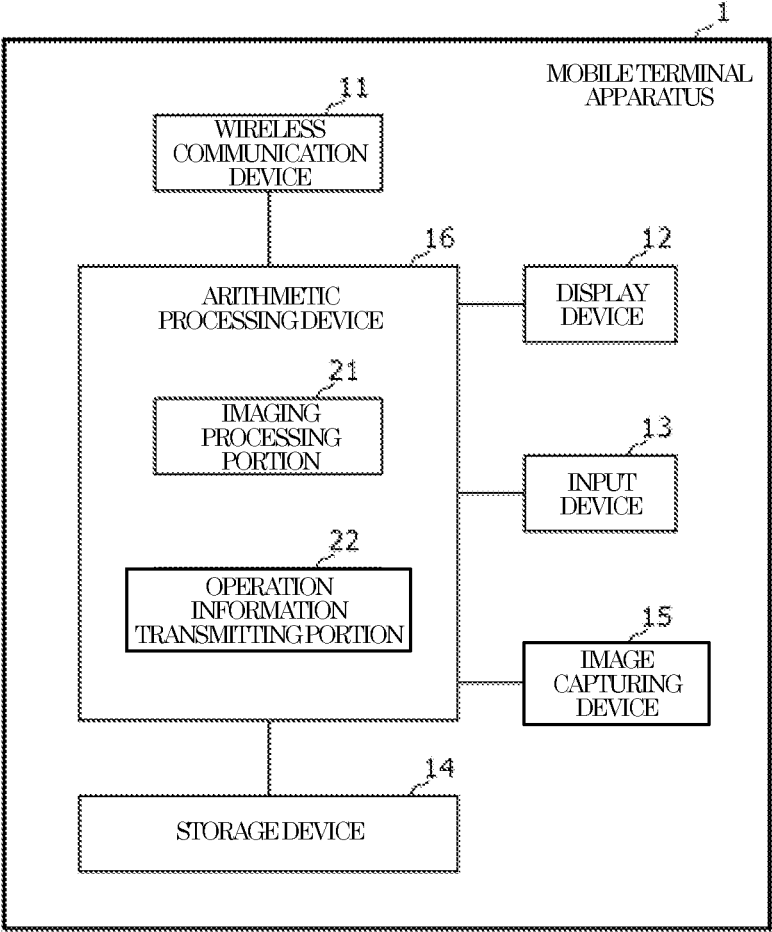 1
MOBILE TERMINAL
APPARATUS
11
WIRELESS
COMMUNICATION
DEVICE
16
ARITHMETIC
PROCESSING DEVICE
12
DISPLAY
DEVICE
21
IMAGING
PROCESSING
PORTION
13
INPUT
DEVICE
22
OPERATION
INFORMATION
TRANSMITTING PORTION
15
IMAGE
CAPTURING
DEVICE
14
STORAGE DEVICE